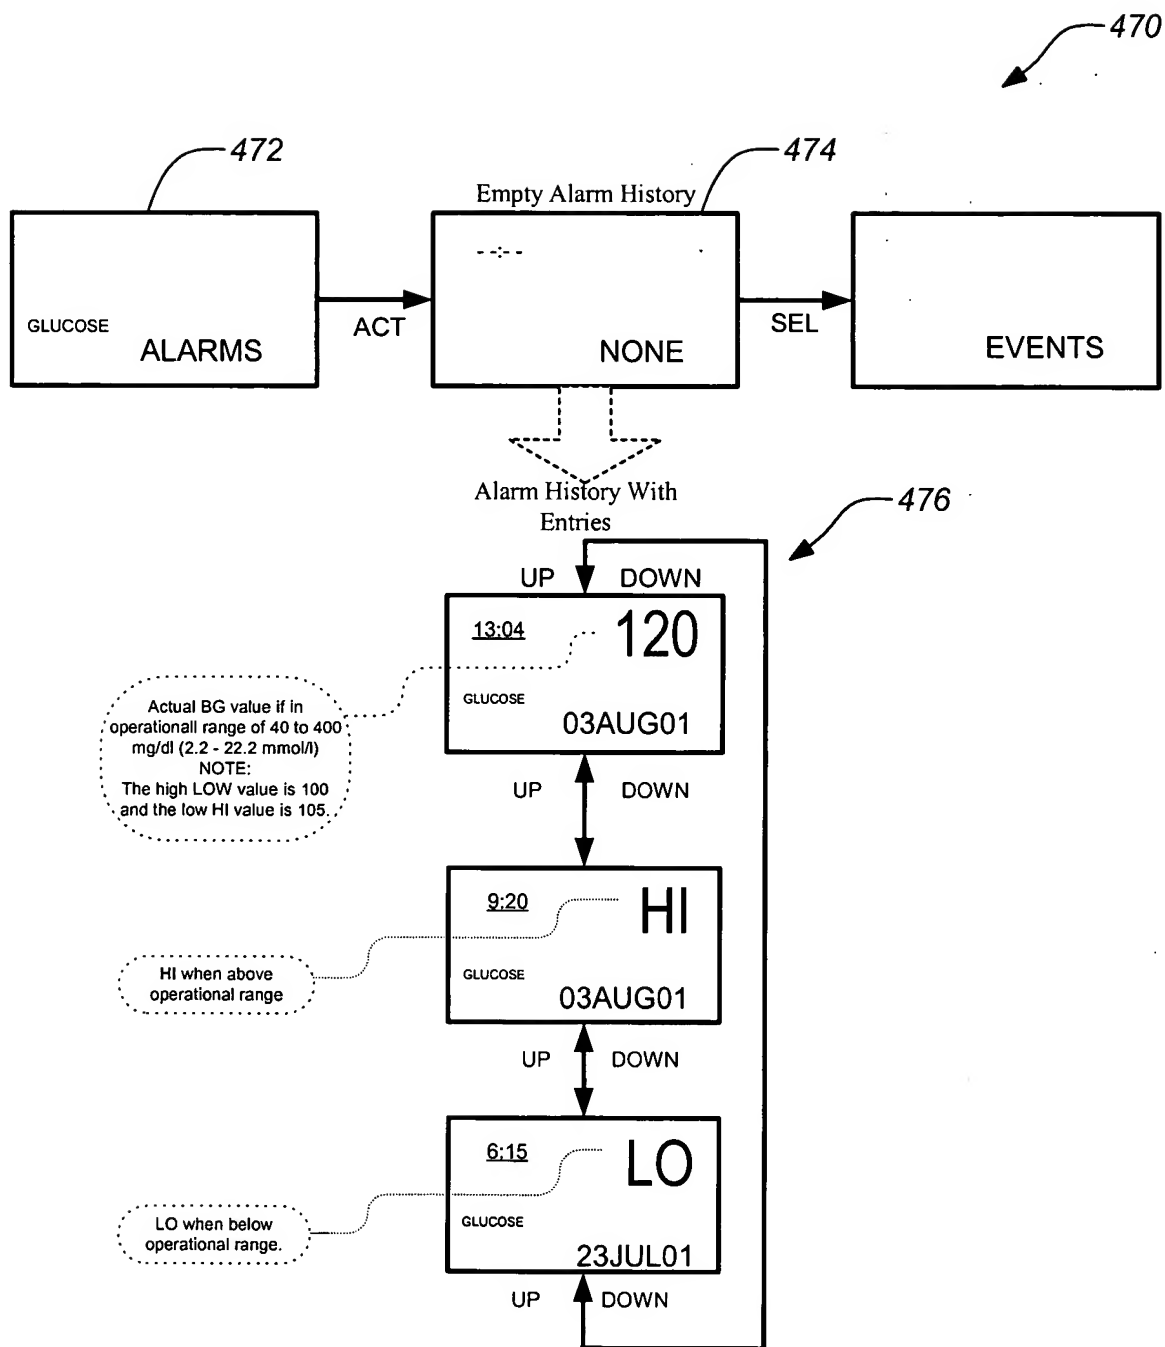 470
472
474
Empty Alarm History
GLUCOSE
ALARMS
ACT
--:--
NONE
SEL
EVENTS
Alarm History With
Entries
476
UP DOWN
13:04
120
GLUCOSE
03AUG01
Actual BG value if in
operationall range of 40 to 400
mg/dl (2.2 - 22.2 mmol/l)
NOTE:
The high LOW value is 100
and the low HI value is 105.
UP DOWN
9:20
HI
GLUCOSE
03AUG01
HI when above
operational range
UP DOWN
6:15
LO
GLUCOSE
23JUL01
LO when below
operational range.
UP DOWN